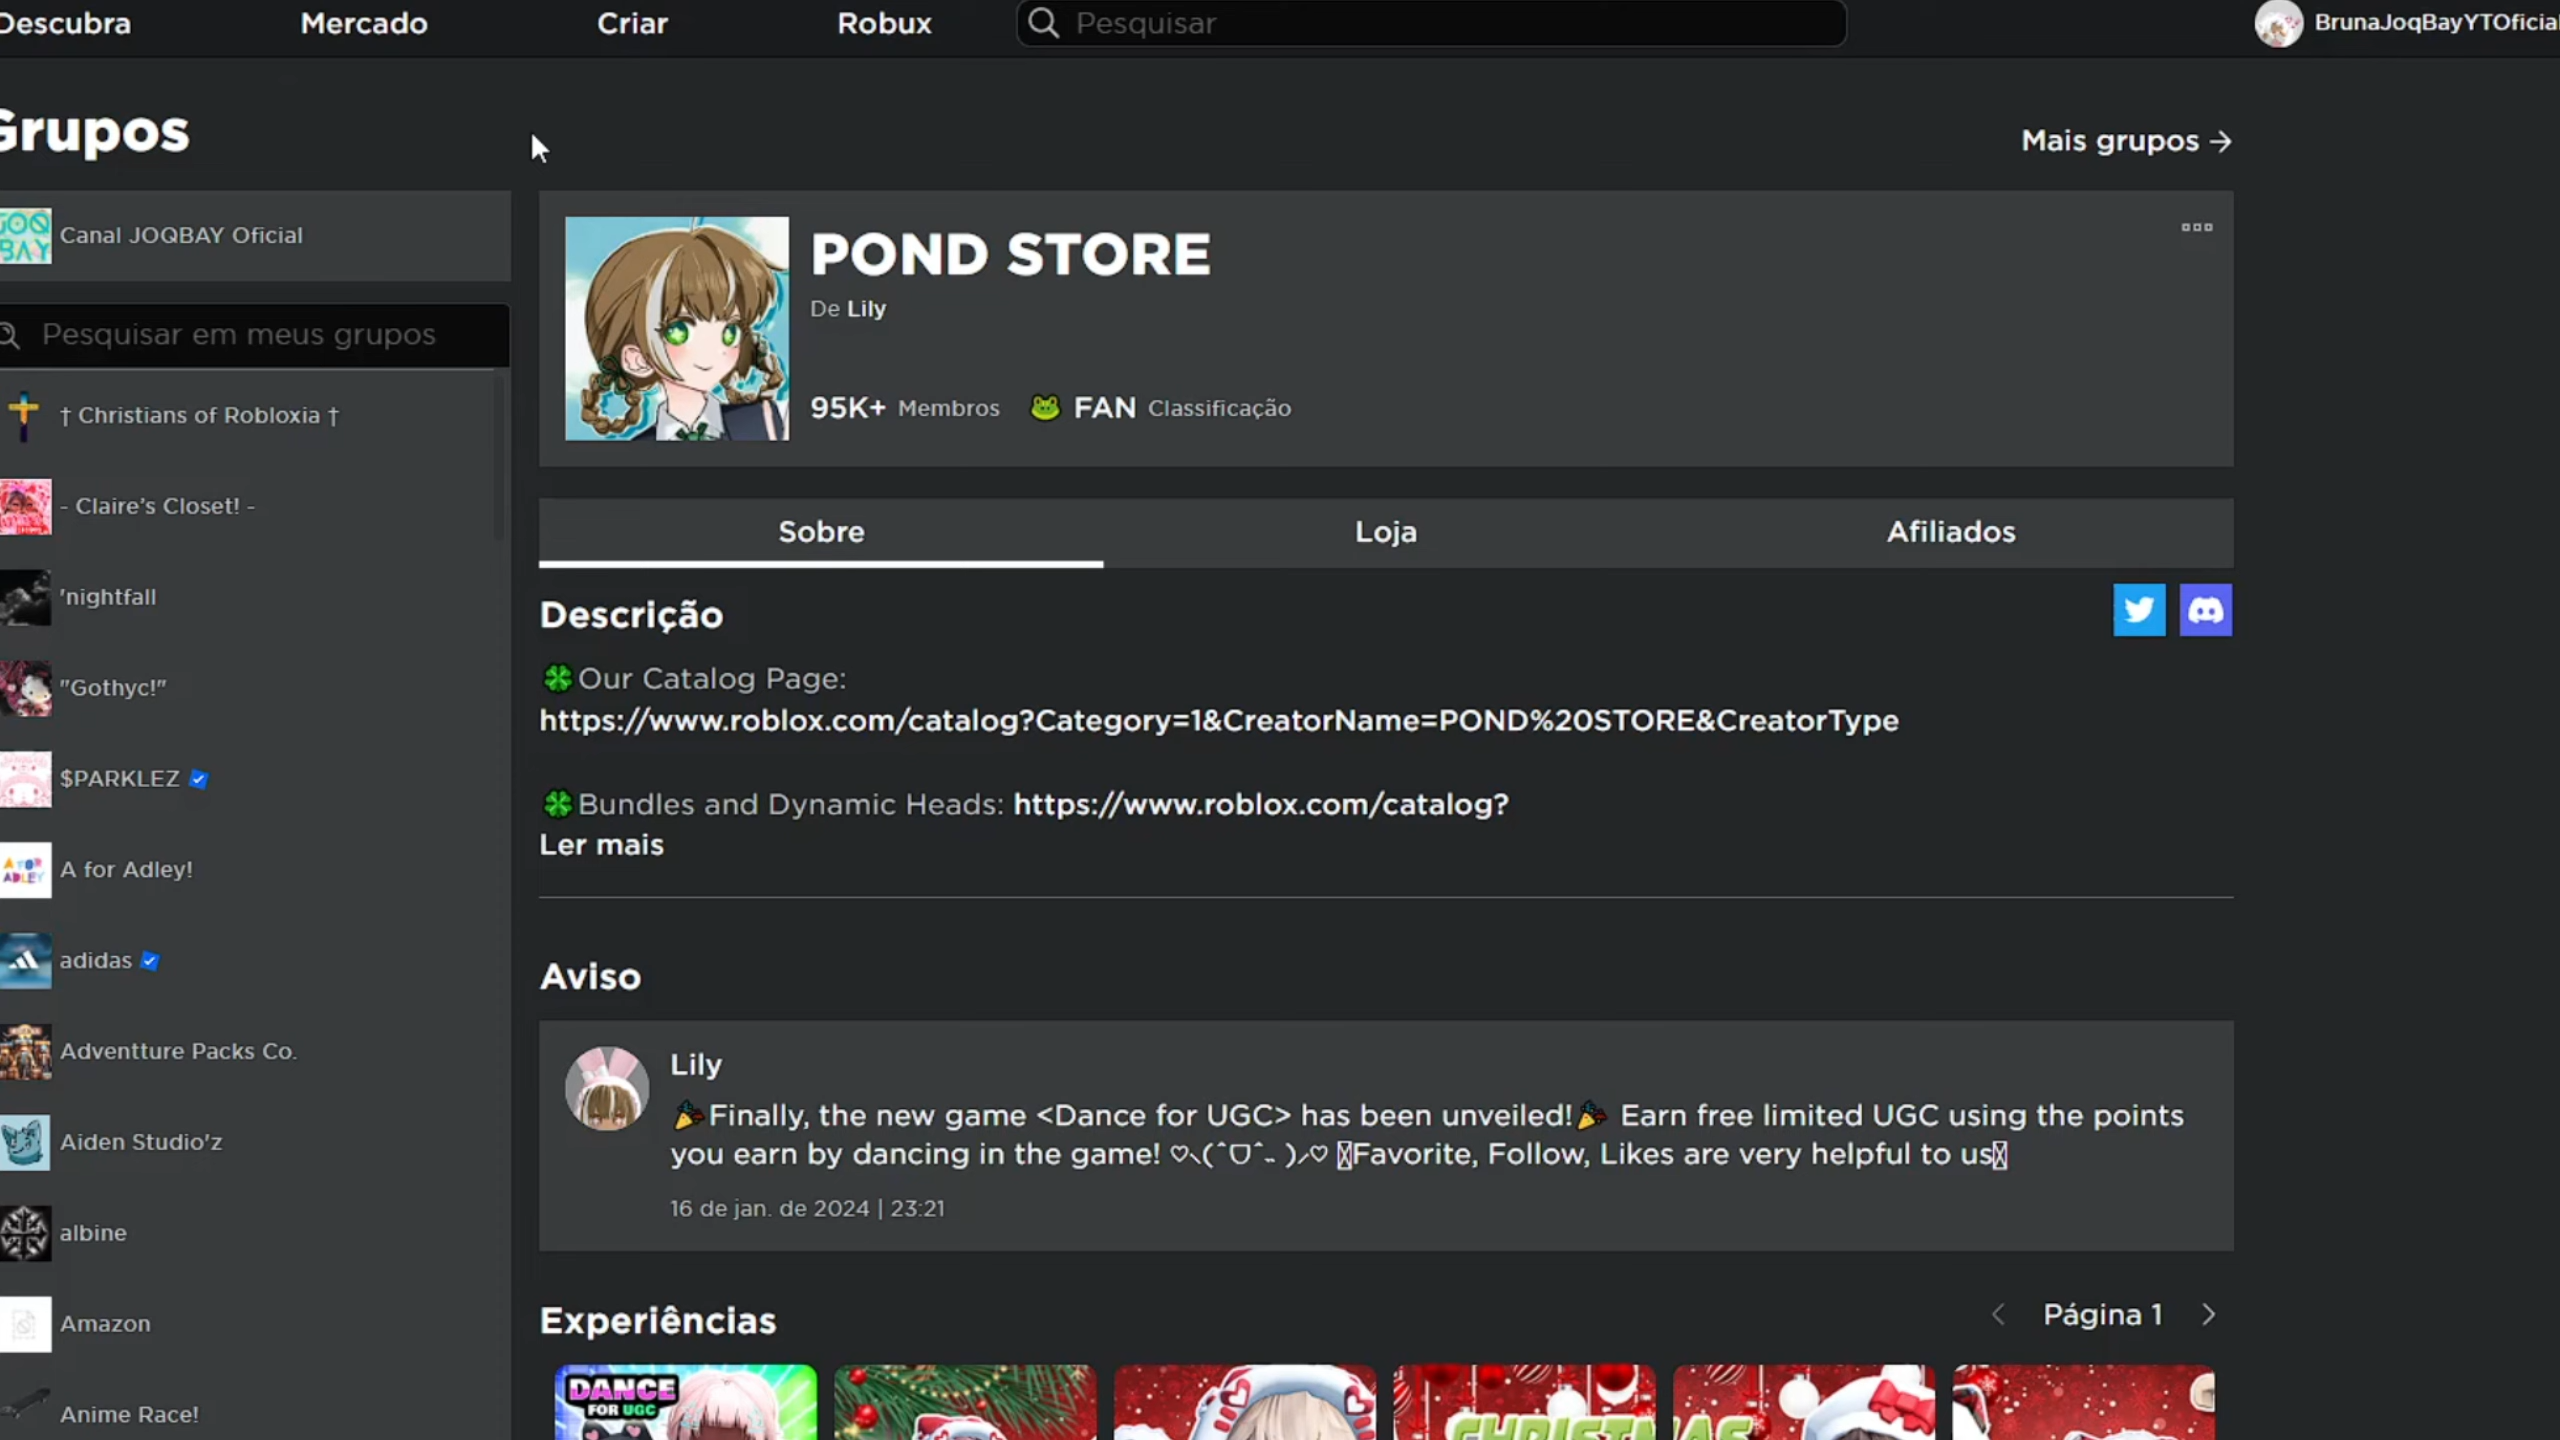 Descubra
Mercado
Criar
Robux
Pesquisar
BrunaJoqBayYTOficial
Grupos
Mais grupos →
JOQ
BAY
Canal JOQBAY Oficial
Pesquisar em meus grupos
† Christians of Robloxia †
- Claire's Closet! -
'nightfall
"Gothyc!"
$PARKLEZ
A FOR
ADLEY
A for Adley!
adidas
Adventture Packs Co.
Aiden Studio'z
albine
Amazon
Anime Race!
POND STORE
De Lily
95K+ Membros 🐸 FAN Classificação
Sobre
Loja
Afiliados
Descrição
🍀Our Catalog Page:
https://www.roblox.com/catalog?Category=1&CreatorName=POND%20STORE&CreatorType
🍀Bundles and Dynamic Heads: https://www.roblox.com/catalog?
Ler mais
Aviso
Lily
🎉Finally, the new game <Dance for UGC> has been unveiled!🎉 Earn free limited UGC using the points
you earn by dancing in the game! ♡⸜(ˆᗜˆ˵ )⸝♡ Favorite, Follow, Likes are very helpful to us
16 de jan. de 2024 | 23:21
Experiências
Página 1
DANCE
FOR UGC
CHRISTMAS